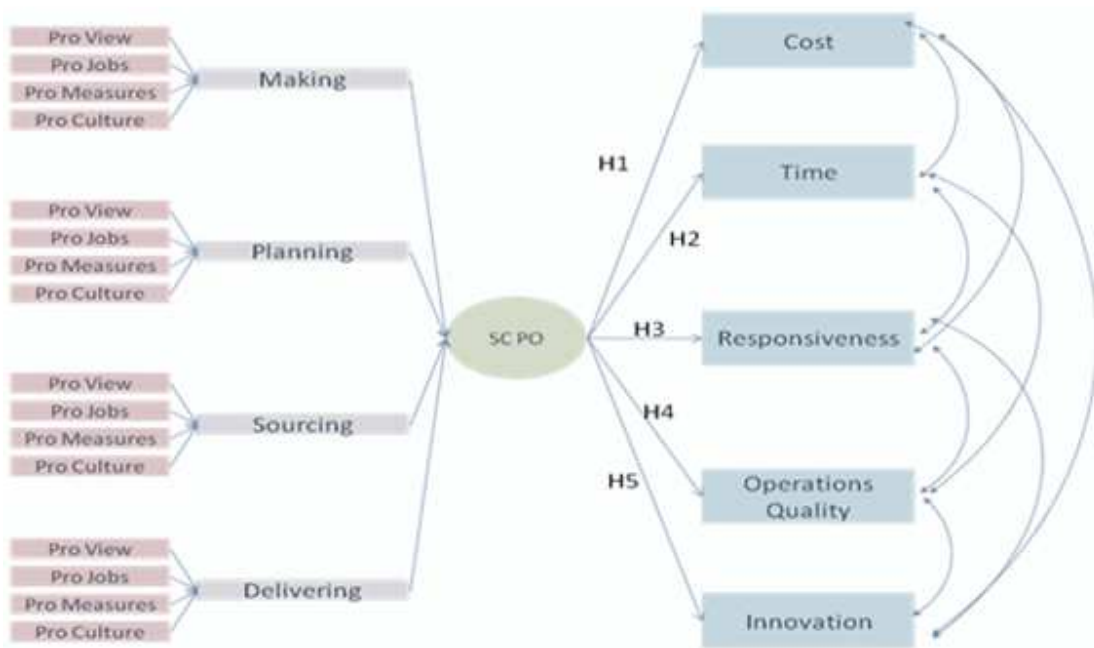 Pro View
Pro Jobs
Pro Measures
Pro Culture
Making
Pro View
Pro Jobs
Pro Measures
Pro Culture
Planning
Pro View
Pro Jobs
Pro Measures
Pro Culture
Sourcing
Pro View
Pro Jobs
Pro Measures
Pro Culture
Delivering
SC PO
H1
H2
H3
H4
H5
Cost
Time
Responsiveness
Operations
Quality
Innovation